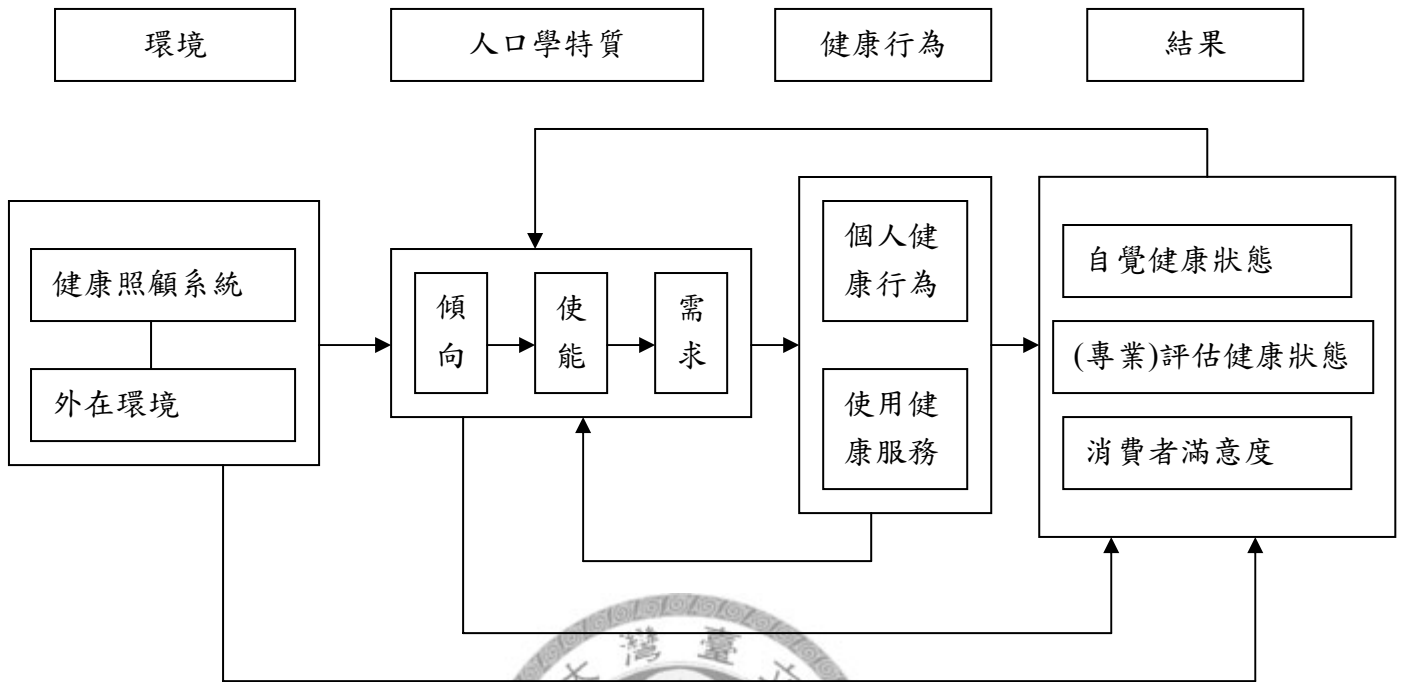 環境
人口學特質
健康行為
結果
健康照顧系統
外在環境
傾
向
使
能
需
求
個人健
康行為
使用健
康服務
自覺健康狀態
(專業)評估健康狀態
消費者滿意度
大灣臺